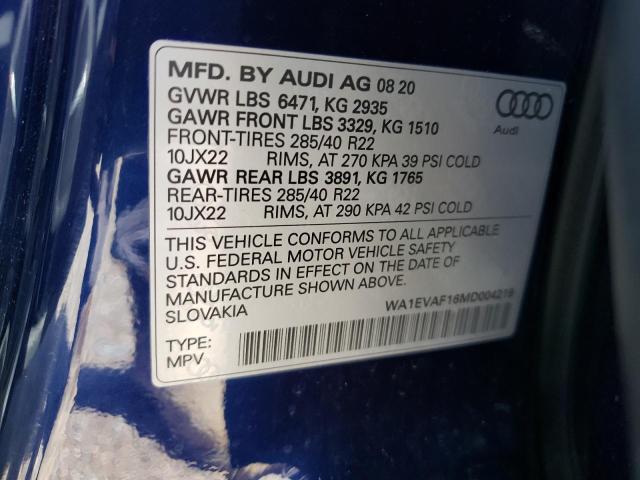 MFD. BY AUDI AG 08 20
GVWR LBS 6471, KG 2935
GAWR FRONT LBS 3329, KG 1510
FRONT-TIRES 285/40 R22
10JX22 RIMS, AT 270 KPA 39 PSI COLD
GAWR REAR LBS 3891, KG 1765
REAR-TIRES 285/40 R22
10JX22 RIMS, AT 290 KPA 42 PSI COLD
Audi
THIS VEHICLE CONFORMS TO ALL APPLICABLE
U.S. FEDERAL MOTOR VEHICLE SAFETY
STANDARDS IN EFFECT ON THE DATE OF
MANUFACTURE SHOWN ABOVE.
SLOVAKIA
WA1EVAF16MD004219
TYPE:
MPV